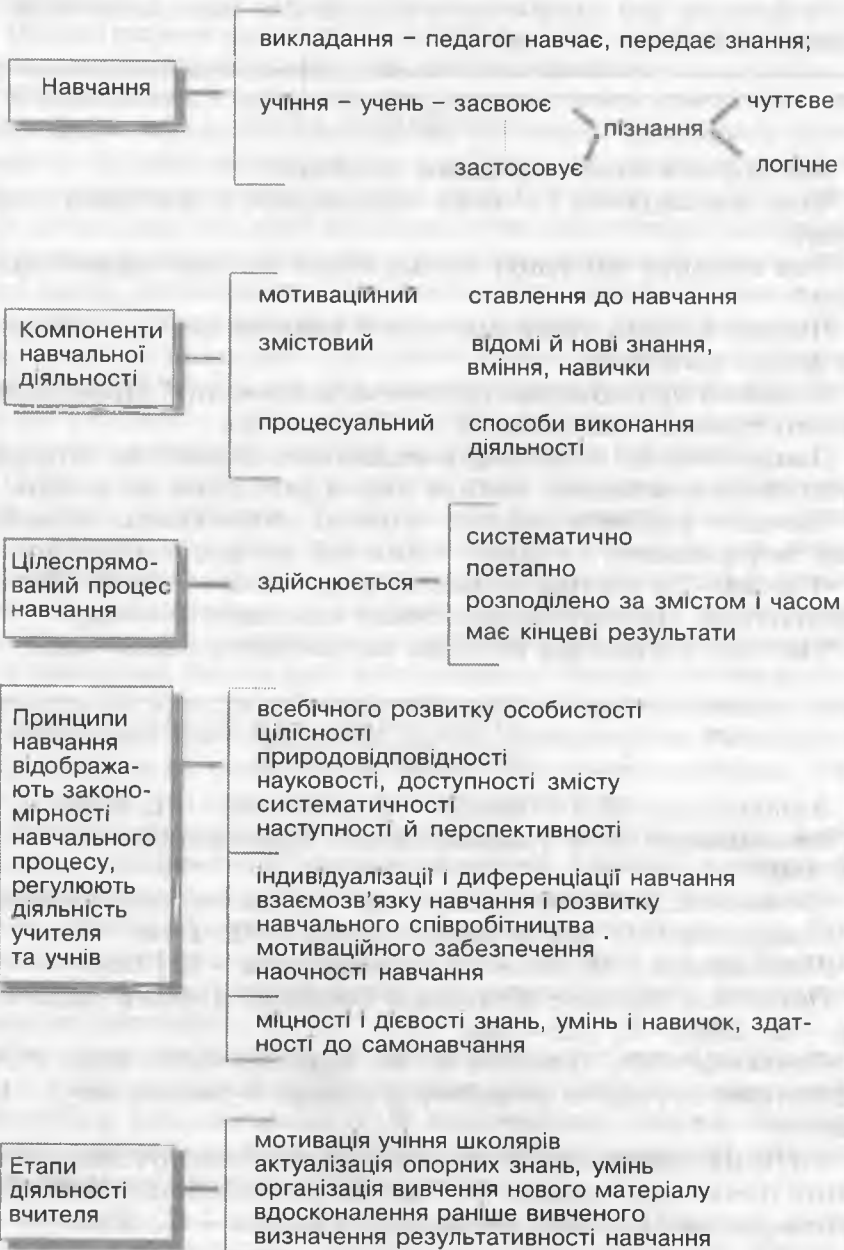 Навчання
викладання – педагог навчає, передає знання;
учіння – учень – засвоює
чуттєве
пізнання
застосовує
логічне
Компоненти
навчальної
діяльності
мотиваційний ставлення до навчання
змістовий відомі й нові знання,
вміння, навички
процесуальний способи виконання
діяльності
Цілеспрямо-
ваний процес
навчання
здійснюється
систематично
поетапно
розподілено за змістом і часом
має кінцеві результати
Принципи
навчання
відобража-
ють законо-
мірності
навчального
процесу,
регулюють
діяльність
учителя
та учнів
всебічного розвитку особистості
цілісності
природовідповідності
науковості, доступності змісту
систематичності
наступності й перспективності
індивідуалізації і диференціації навчання
взаємозв'язку навчання ї розвитку
навчального співробітництва .
мотиваційного забезпечення
наочності навчання
міцності і дієвості знань, умінь і навичок, здат-
ності до самонавчання
Етапи
діяльності
вчителя
мотивація учіння школярів
актуалізація опорних знань, умінь
організація вивчення нового матеріалу
вдосконалення раніше вивченого
визначення результативності навчання